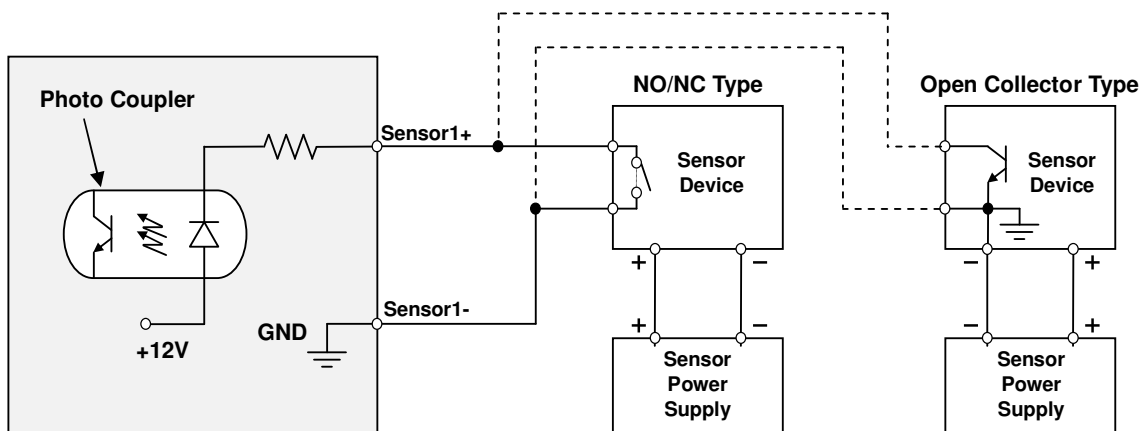 NO/NC Type
Open Collector Type
Photo Coupler
Sensor1+
Sensor
Device
Sensor
Device
+ −
− +
Sensor1-
GND
+12V
+ −
− +
Sensor
Power
Supply
Sensor
Power
Supply